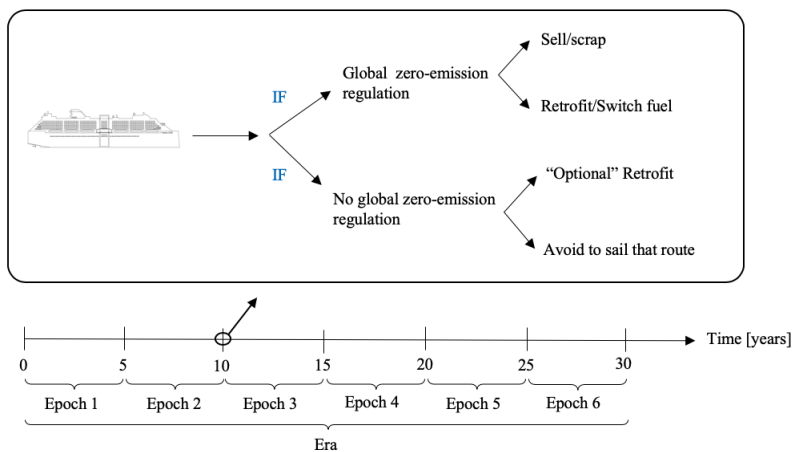 Sell/scrap
Global zero-emission
regulation
IF
Retrofit/Switch fuel
IF
“Optional” Retrofit
No global zero-emission
regulation
Avoid to sail that route
Time [years]
0 5 10 15 20 25 30
Epoch 1 Epoch 2 Epoch 3 Epoch 4 Epoch 5 Epoch 6
Era